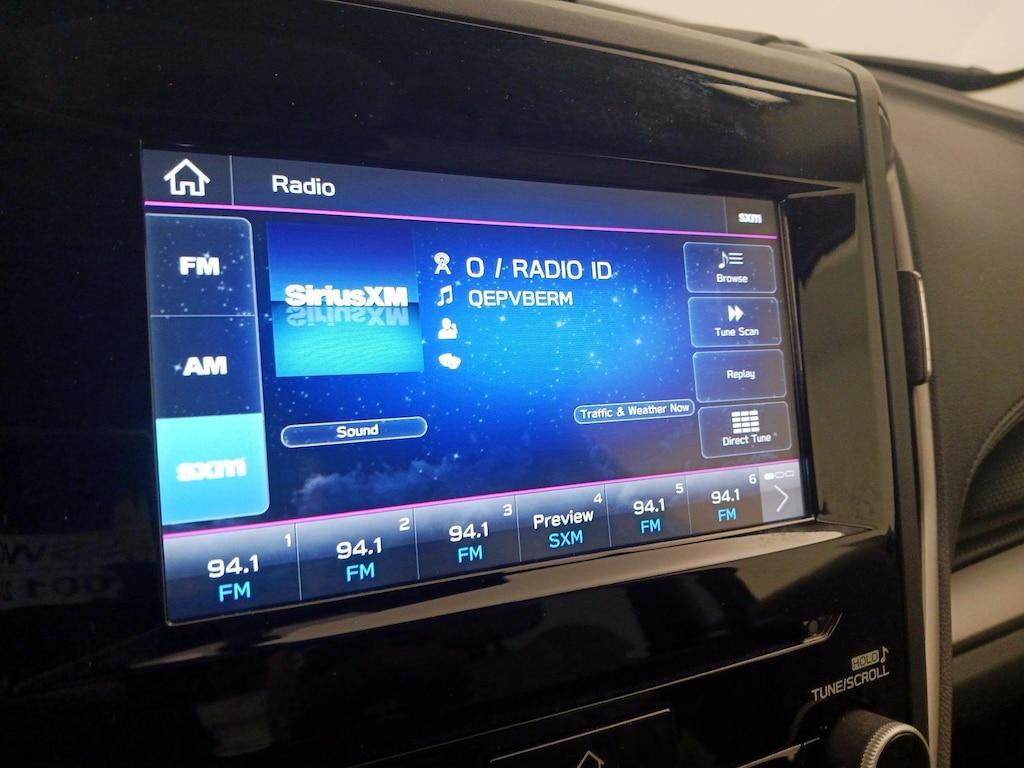 Radio
sxm
FM
AM
sxm
SiriusXM
0 / RADIO ID
QEPVBERM
Browse
Tune Scan
Replay
Direct Tune
Traffic & Weather Now
Sound
1
94.1
FM
2
94.1
FM
3
94.1
FM
4
Preview
SXM
5
94.1
FM
6
94.1
FM
HOLD
TUNE/SCROLL